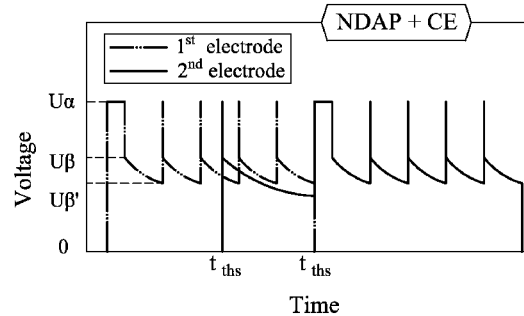 NDAP + CE
1st electrode
2nd electrode
Uα
Uβ
Uβ'
0
Voltage
t ths
t ths
Time